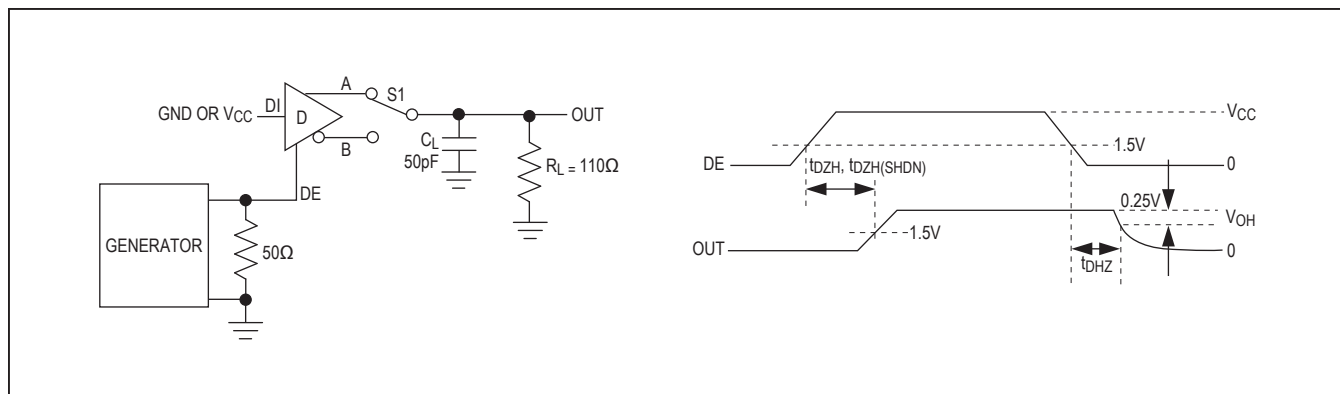 GND OR VCC DI D A S1 OUT
B
CL
50pF
RL = 110Ω
DE
GENERATOR
50Ω
VCC
1.5V
DE 0
tDZH, tDZH(SHDN)
0.25V
VOH
1.5V
OUT 0
tDHZ